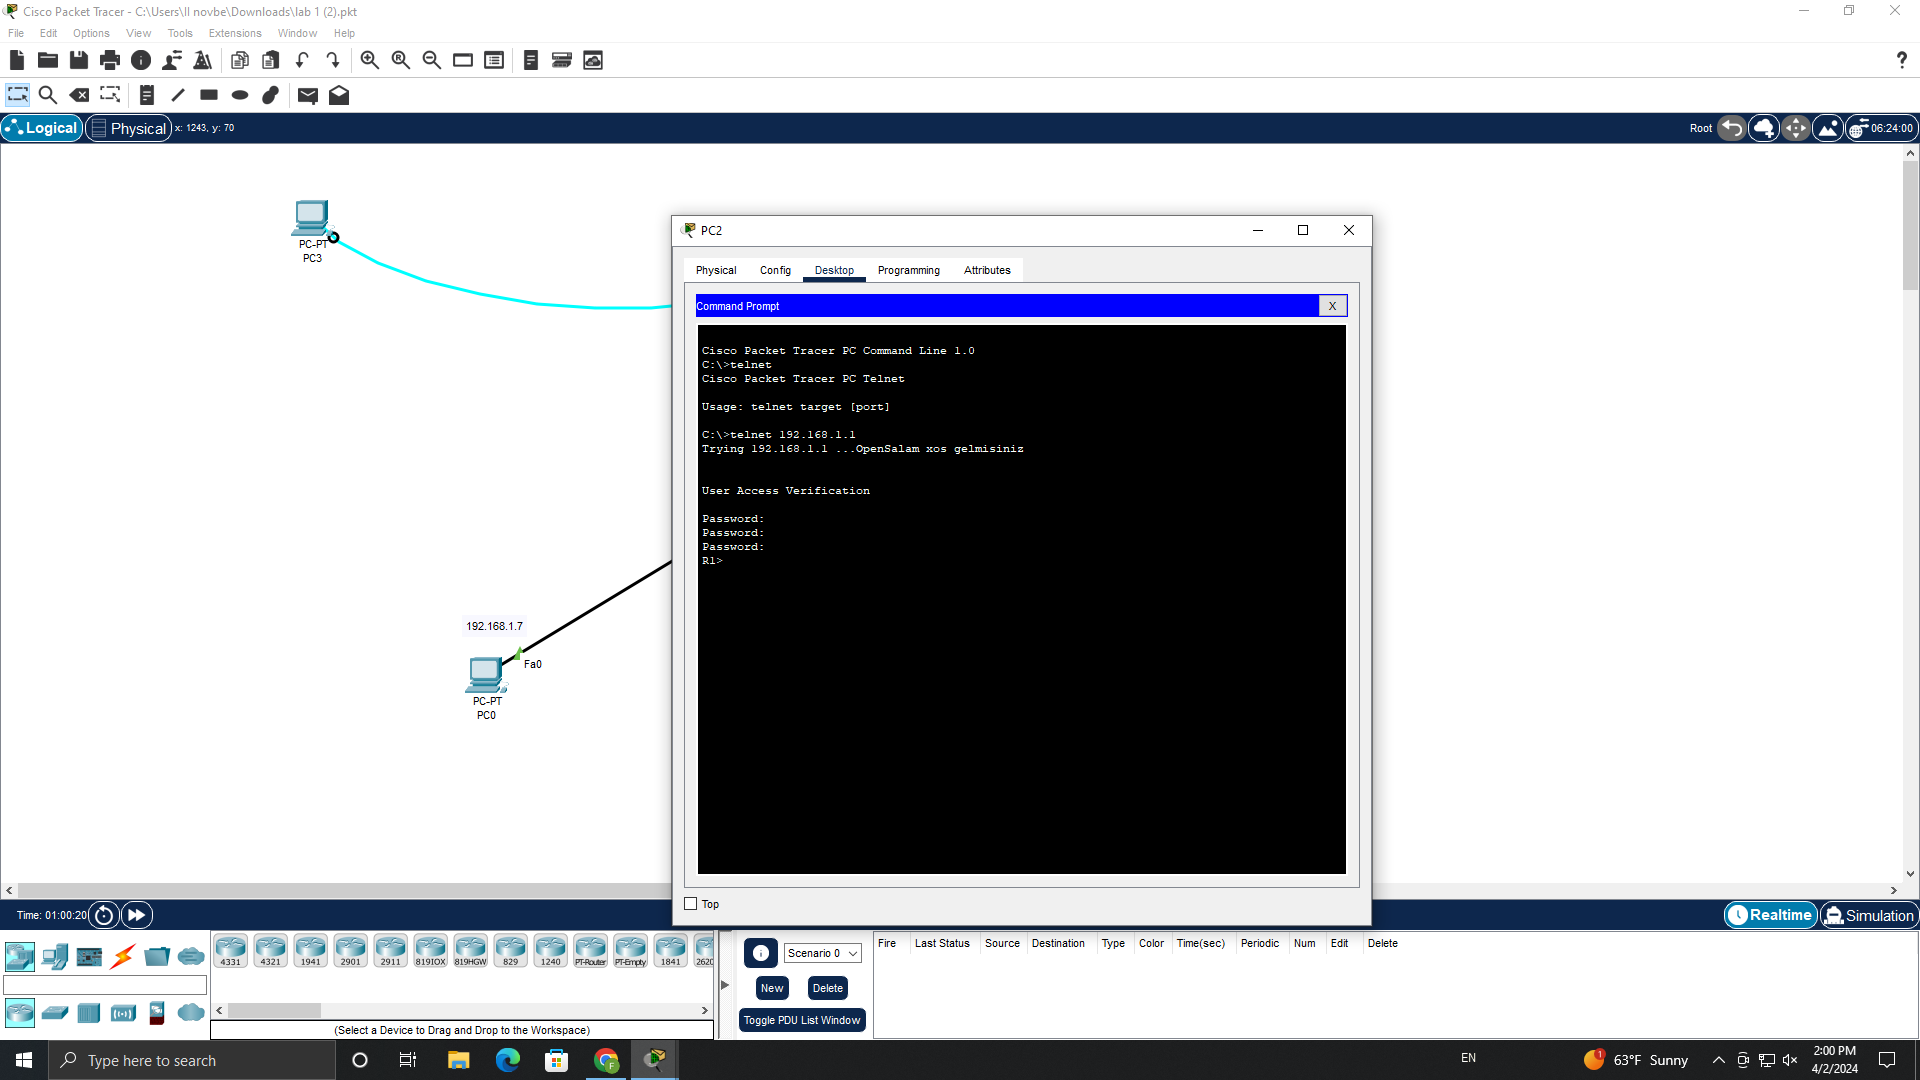 Cisco Packet Tracer - C:\Users\ll novbe\Downloads\lab 1 (2).pkt
File Edit Options View Tools Extensions Window Help
?
Logical Physical x: 1243, y: 70 Root 06:24:00
PC-PT
PC3
PC2
Physical Config Desktop Programming Attributes
Command Prompt X
Cisco Packet Tracer PC Command Line 1.0
C:\>telnet
Cisco Packet Tracer PC Telnet
Usage: telnet target [port]
C:\>telnet 192.168.1.1
Trying 192.168.1.1 ...OpenSalam xos gelmisiniz
User Access Verification
Password:
Password:
Password:
R1>
192.168.1.7
Fa0
PC-PT
PC0
Top
Time: 01:00:20 Realtime Simulation
4331 4321 1941 2901 2911 819IOX 819HGW 829 1240 PT-Router PT-Empty 1841 2620
(Select a Device to Drag and Drop to the Workspace)
Scenario 0
New Delete
Toggle PDU List Window
Fire Last Status Source Destination Type Color Time(sec) Periodic Num Edit Delete
Type here to search
EN
1 63°F Sunny
2:00 PM
4/2/2024